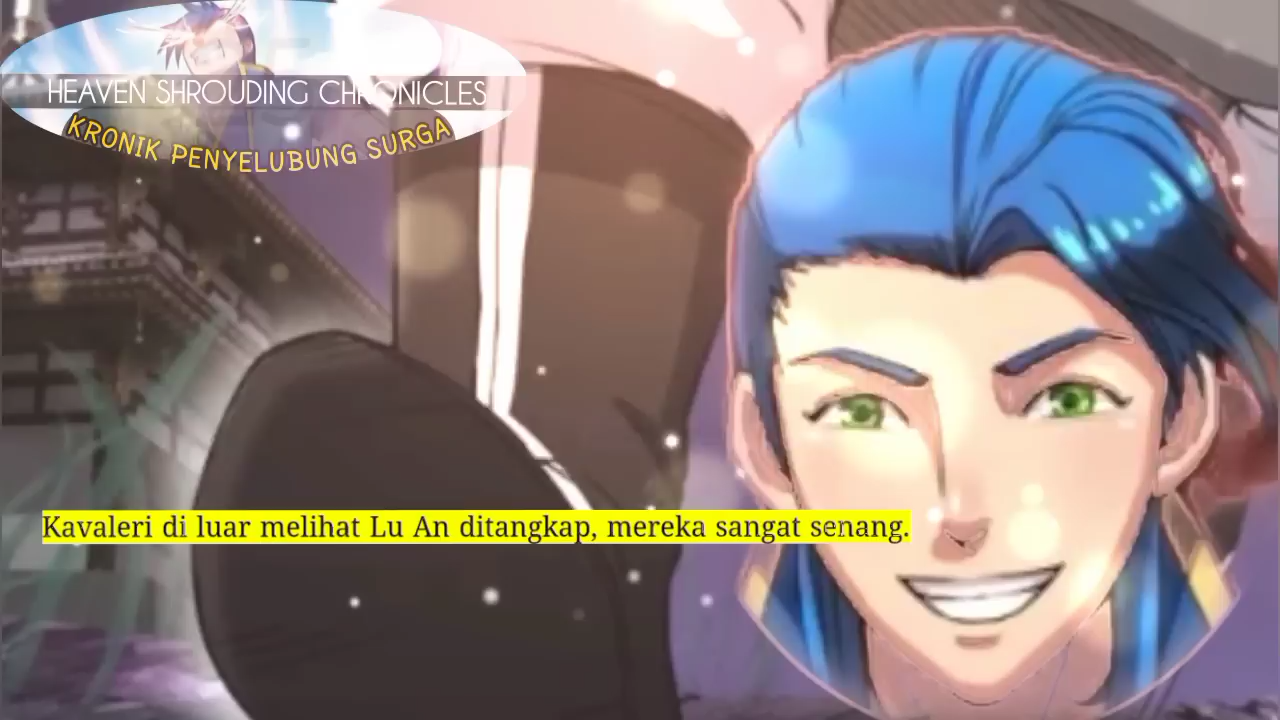 HEAVEN SHROUDING CHRONICLES
KRONIK PENYELUBUNG SURGA
Kavaleri di luar melihat Lu An ditangkap, mereka sangat senang.